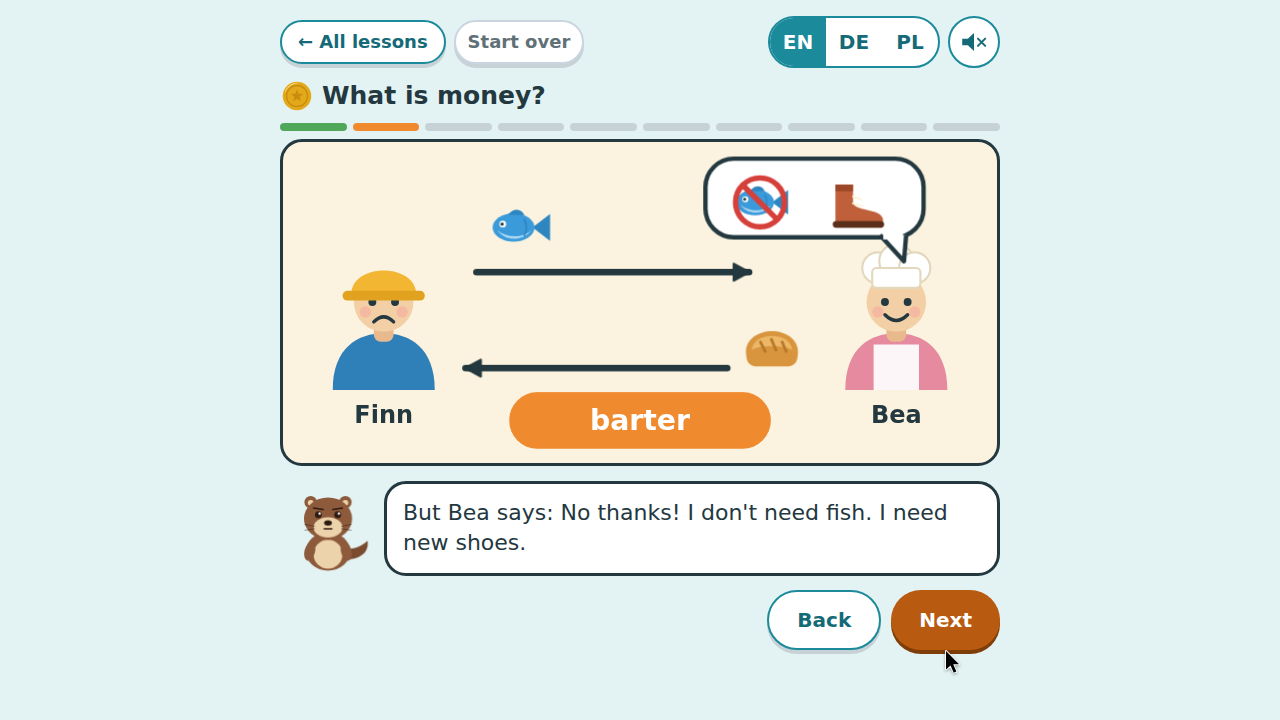 ← All lessons
Start over
EN DE PL
What is money?
barter
Finn
Bea
But Bea says: No thanks! I don't need fish. I need
new shoes.
Back
Next